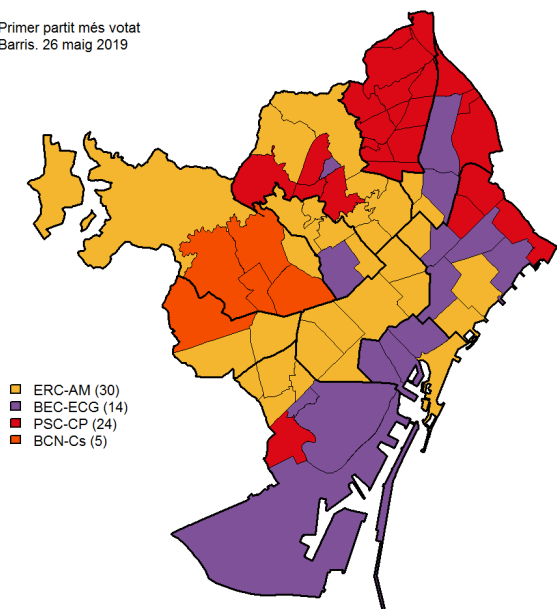 Primer partit més votat
Barris. 26 maig 2019
ERC-AM (30)
BEC-ECG (14)
PSC-CP (24)
BCN-Cs (5)